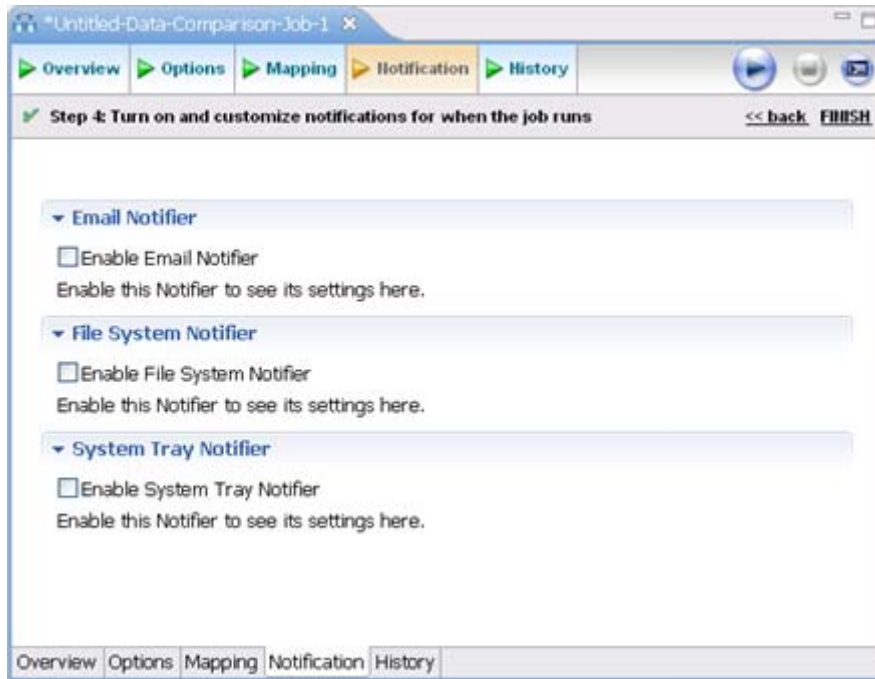 *Untitled-Data-Comparison-Job-1
Overview Options Mapping Notification History
Step 4: Turn on and customize notifications for when the job runs << back FINISH
Email Notifier
Enable Email Notifier
Enable this Notifier to see its settings here.
File System Notifier
Enable File System Notifier
Enable this Notifier to see its settings here.
System Tray Notifier
Enable System Tray Notifier
Enable this Notifier to see its settings here.
Overview Options Mapping Notification History